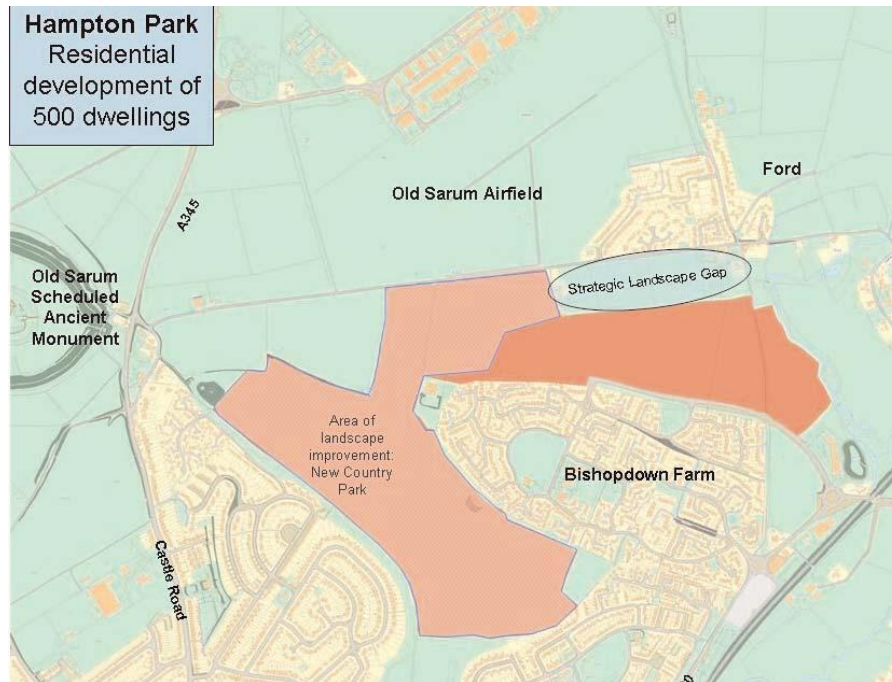 Hampton Park
Residential
development of
500 dwellings
A345
Old Sarum Airfield
Ford
Old Sarum
Scheduled
Ancient
Monument
Strategic Landscape Gap
Area of
landscape
improvement:
New Country
Park
Bishopdown Farm
Castle Road